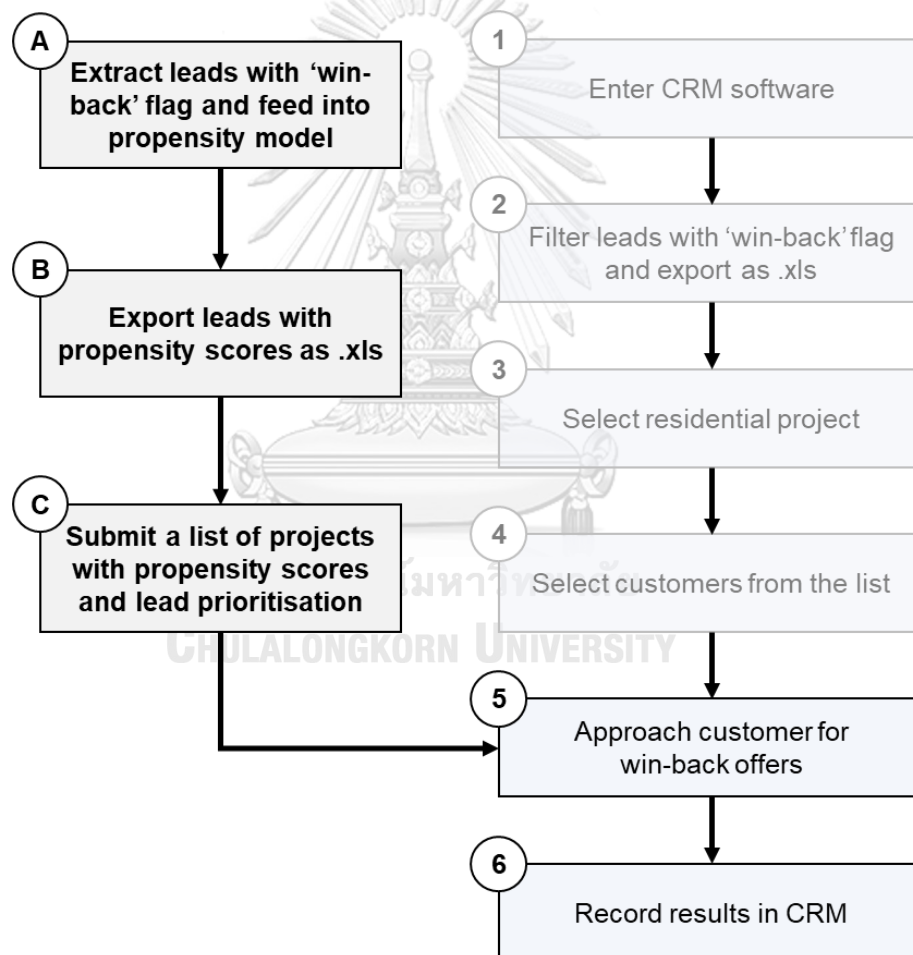 A
Extract leads with ‘win-
back’ flag and feed into
propensity model
B
Export leads with
propensity scores as .xls
C
Submit a list of projects
with propensity scores
and lead prioritisation
1
Enter CRM software
2
Filter leads with ‘win-back’ flag
and export as .xls
3
Select residential project
4
Select customers from the list
5
Approach customer for
win-back offers
6
Record results in CRM
CHULALONGKORN UNIVERSITY